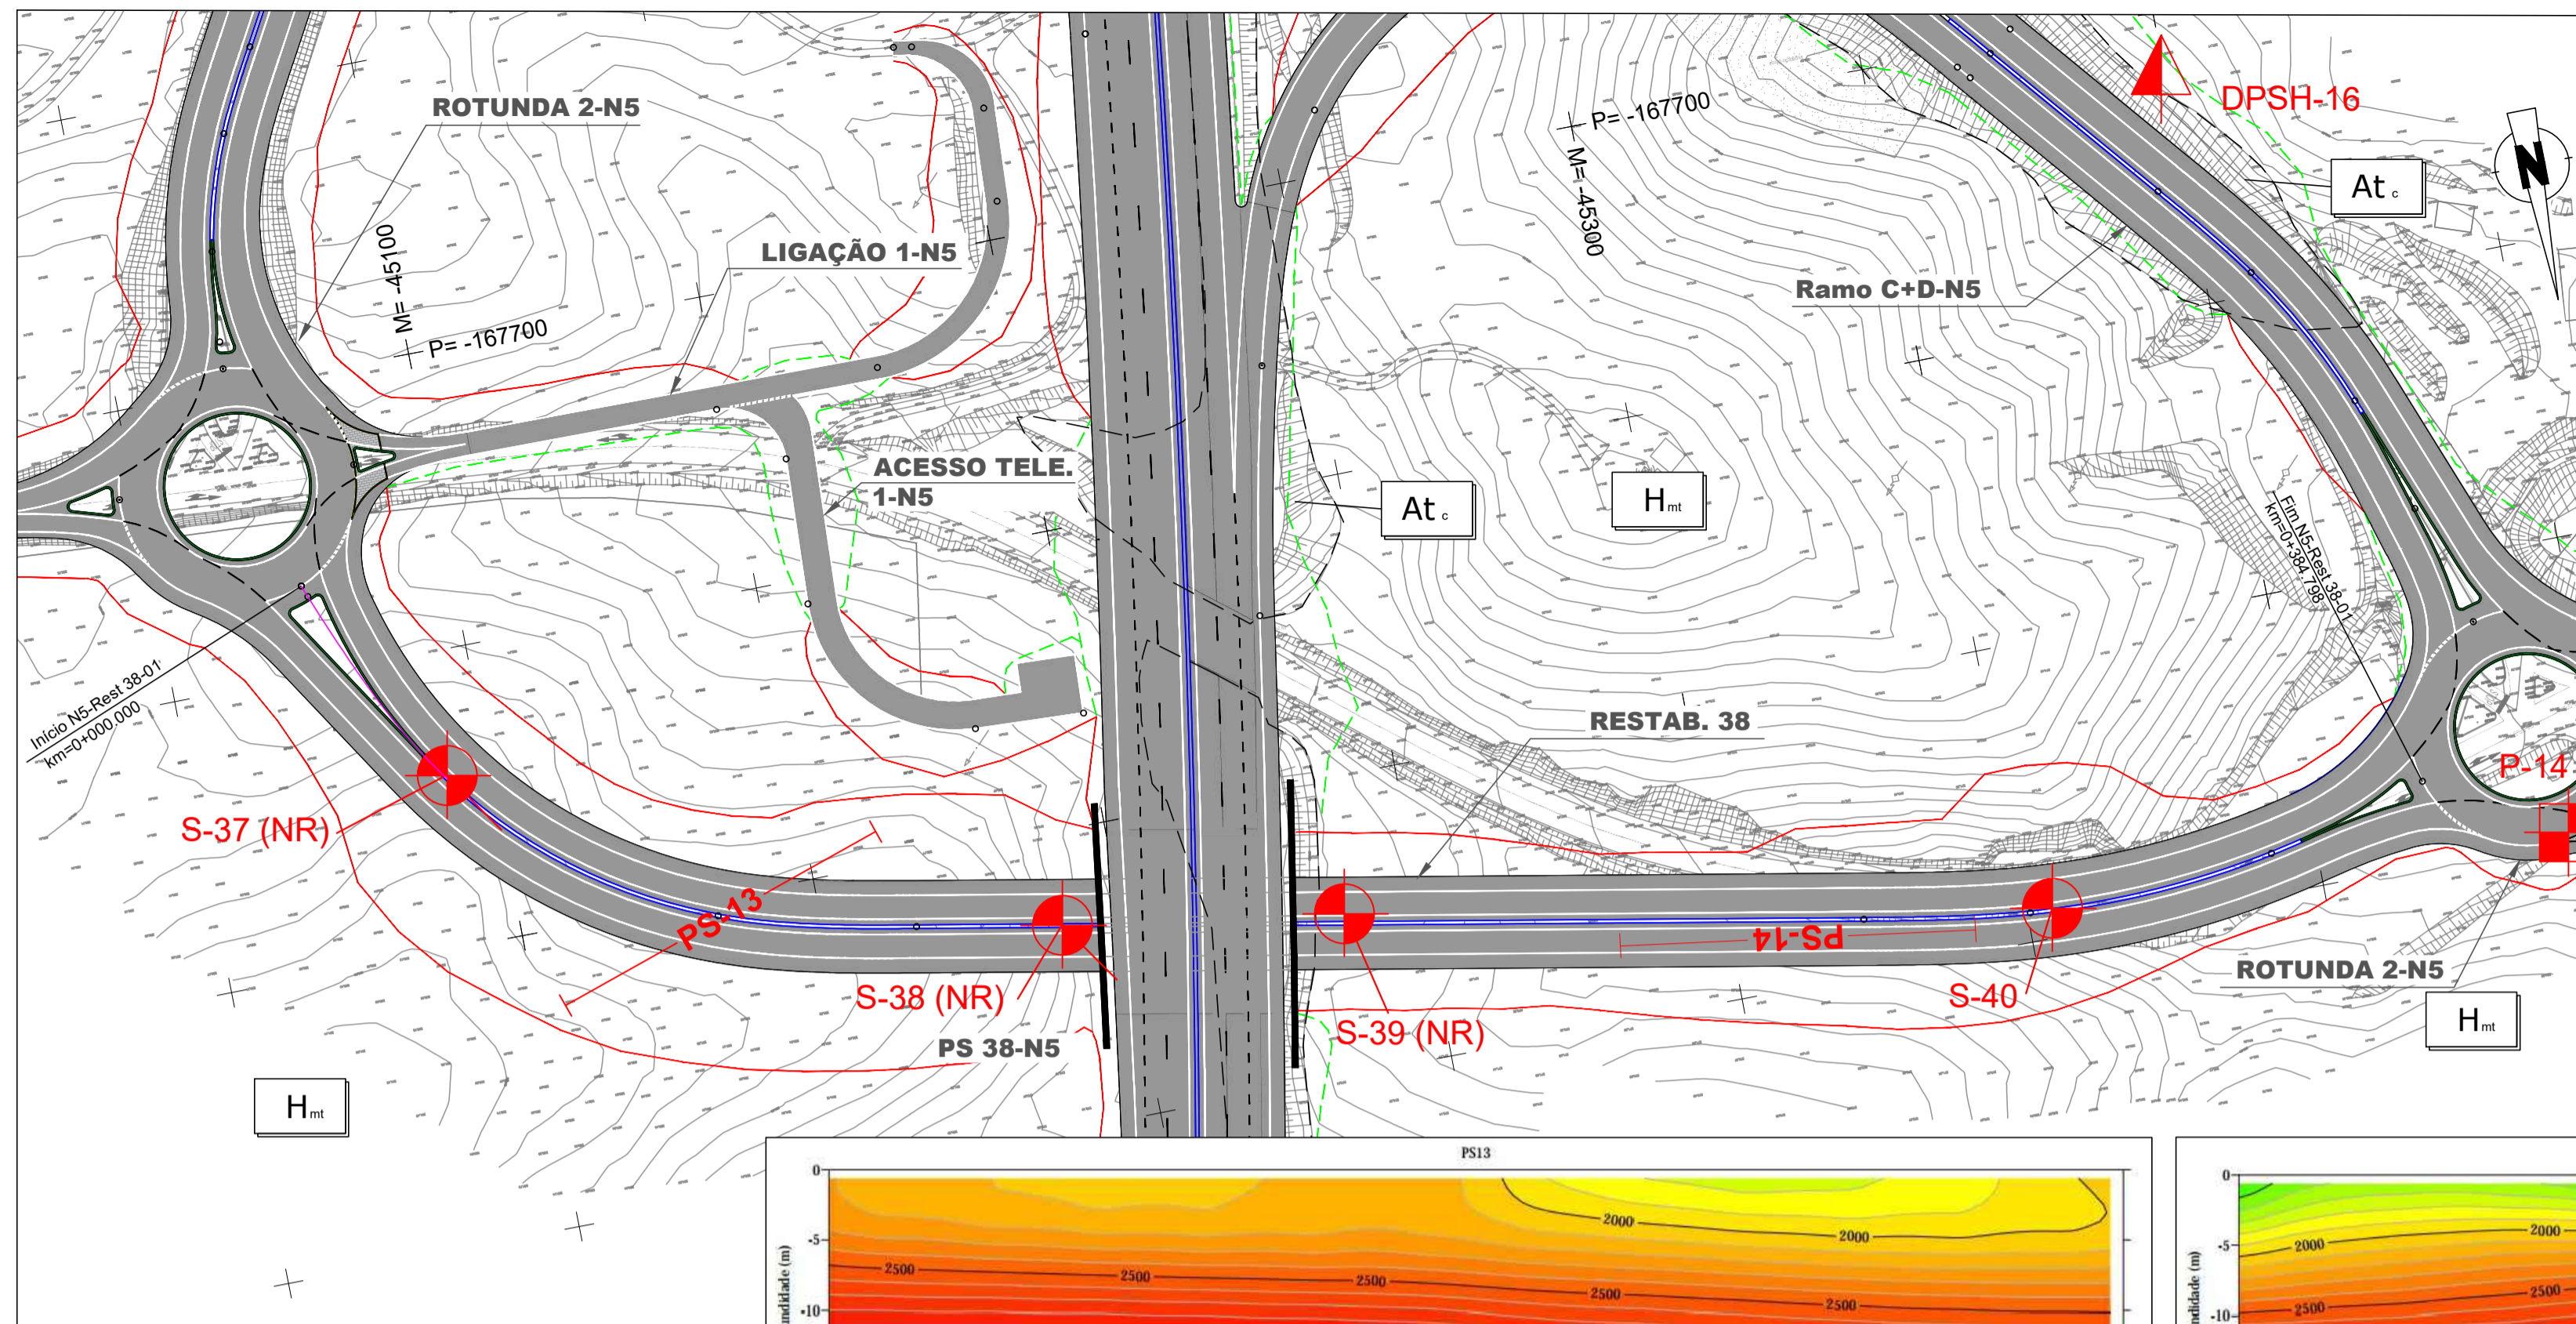 ROTUNDA 2-N5
P= -167700
M= -45300
DPSH-16
N
At c
M= -45100
P= -167700
LIGAÇÃO 1-N5
Ramo C+D-N5
ACESSO TELE.
1-N5
At c
H mt
Fim N5-Rest 38-01
km=0+384.798
Início N5-Rest 38-01
km=0+000.000
RESTAB. 38
P-14
S-37 (NR)
PS-13
PS-14
S-38 (NR)
S-39 (NR)
S-40
ROTUNDA 2-N5
PS 38-N5
H mt
H mt
PS13
0
-5
-10
2000
2000
2500
2500
2500
2500
2500
0
-5
-10
2000
2000
2500
2500